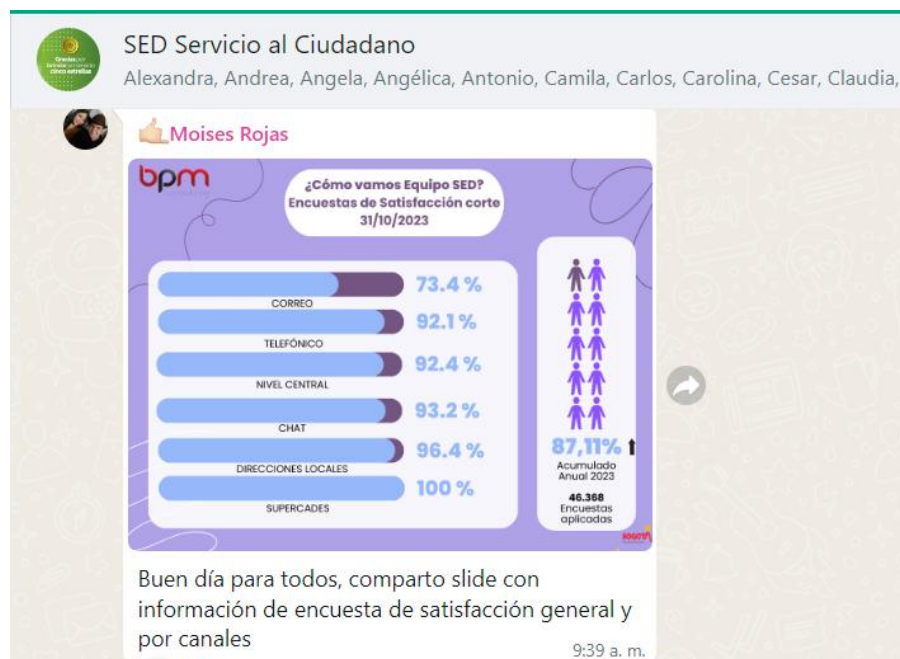 SED Servicio al Ciudadano
Alexandra, Andrea, Angela, Angélica, Antonio, Camila, Carlos, Carolina, Cesar, Claudia,
Moises Rojas
bpm
¿Cómo vamos Equipo SED?
Encuestas de Satisfacción corte
31/10/2023
73.4 %
CORREO
92.1 %
TELEFÓNICO
92.4 %
NIVEL CENTRAL
93.2 %
CHAT
96.4 %
DIRECCIONES LOCALES
100 %
SUPERCADES
87,11%
Acumulado
Anual 2023
46.368
Encuestas
aplicadas
BOGOTÁ
Buen día para todos, comparto slide con
información de encuesta de satisfacción general y
por canales
9:39 a. m.